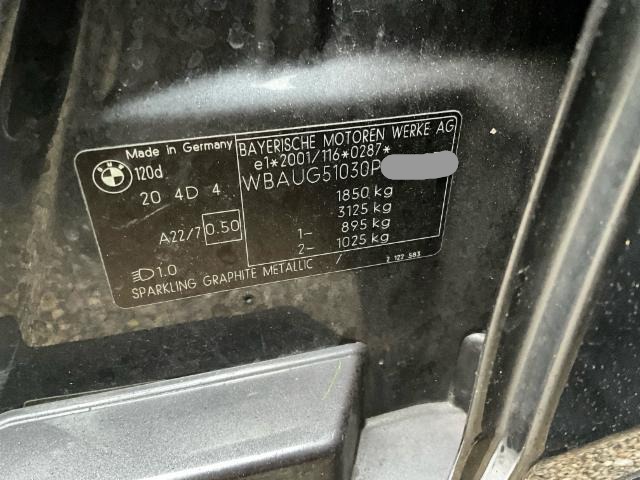 Made in Germany
120d
20 4D 4
A22/7 0.50
1.0
SPARKLING GRAPHITE METALLIC /
BAYERISCHE MOTOREN WERKE AG
e1*2001/116*0287*
WBAUG51030P
1850 kg
3125 kg
1- 895 kg
2- 1025 kg
7 127 583